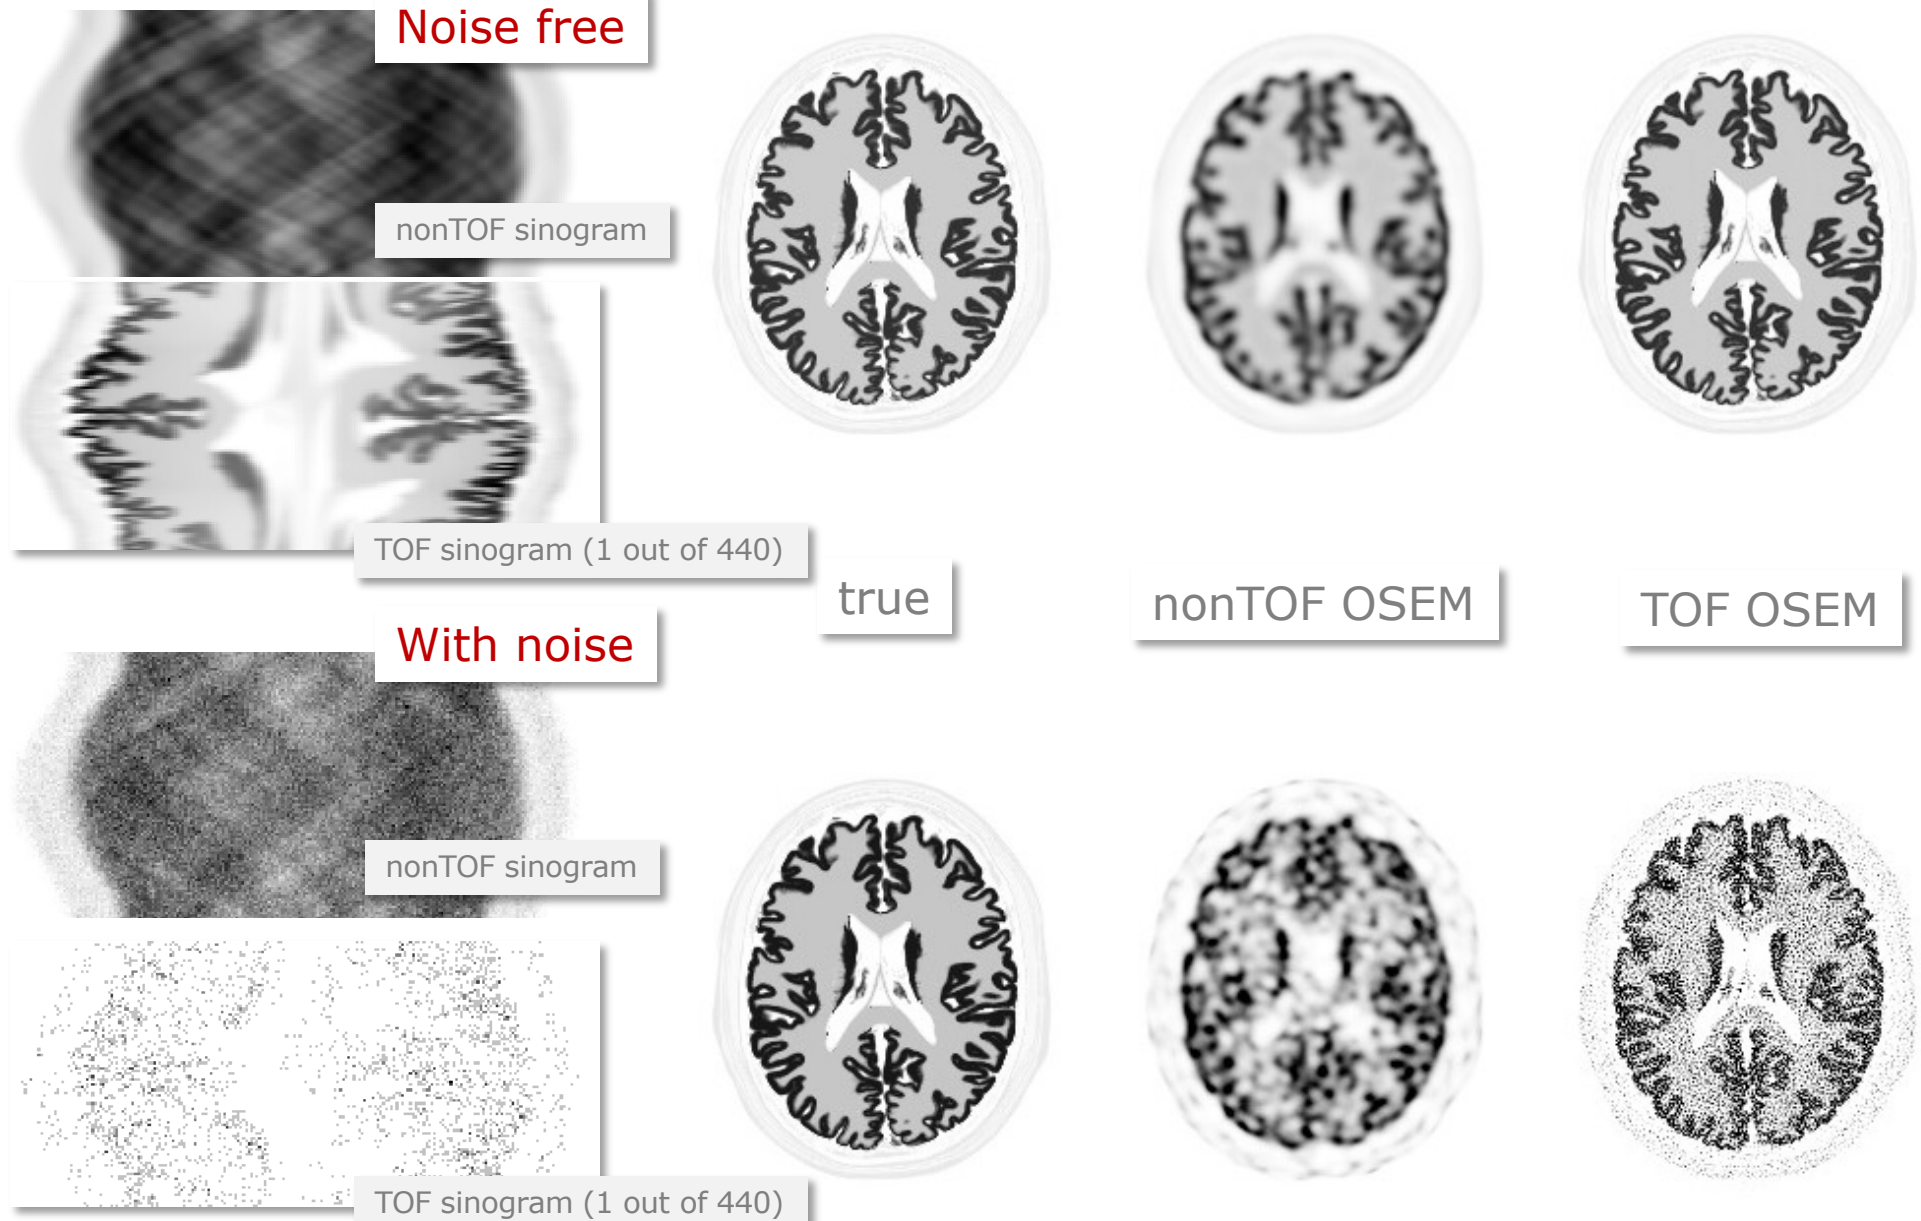 Noise free
nonTOF sinogram
TOF sinogram (1 out of 440)
true
nonTOF OSEM
TOF OSEM
With noise
nonTOF sinogram
TOF sinogram (1 out of 440)